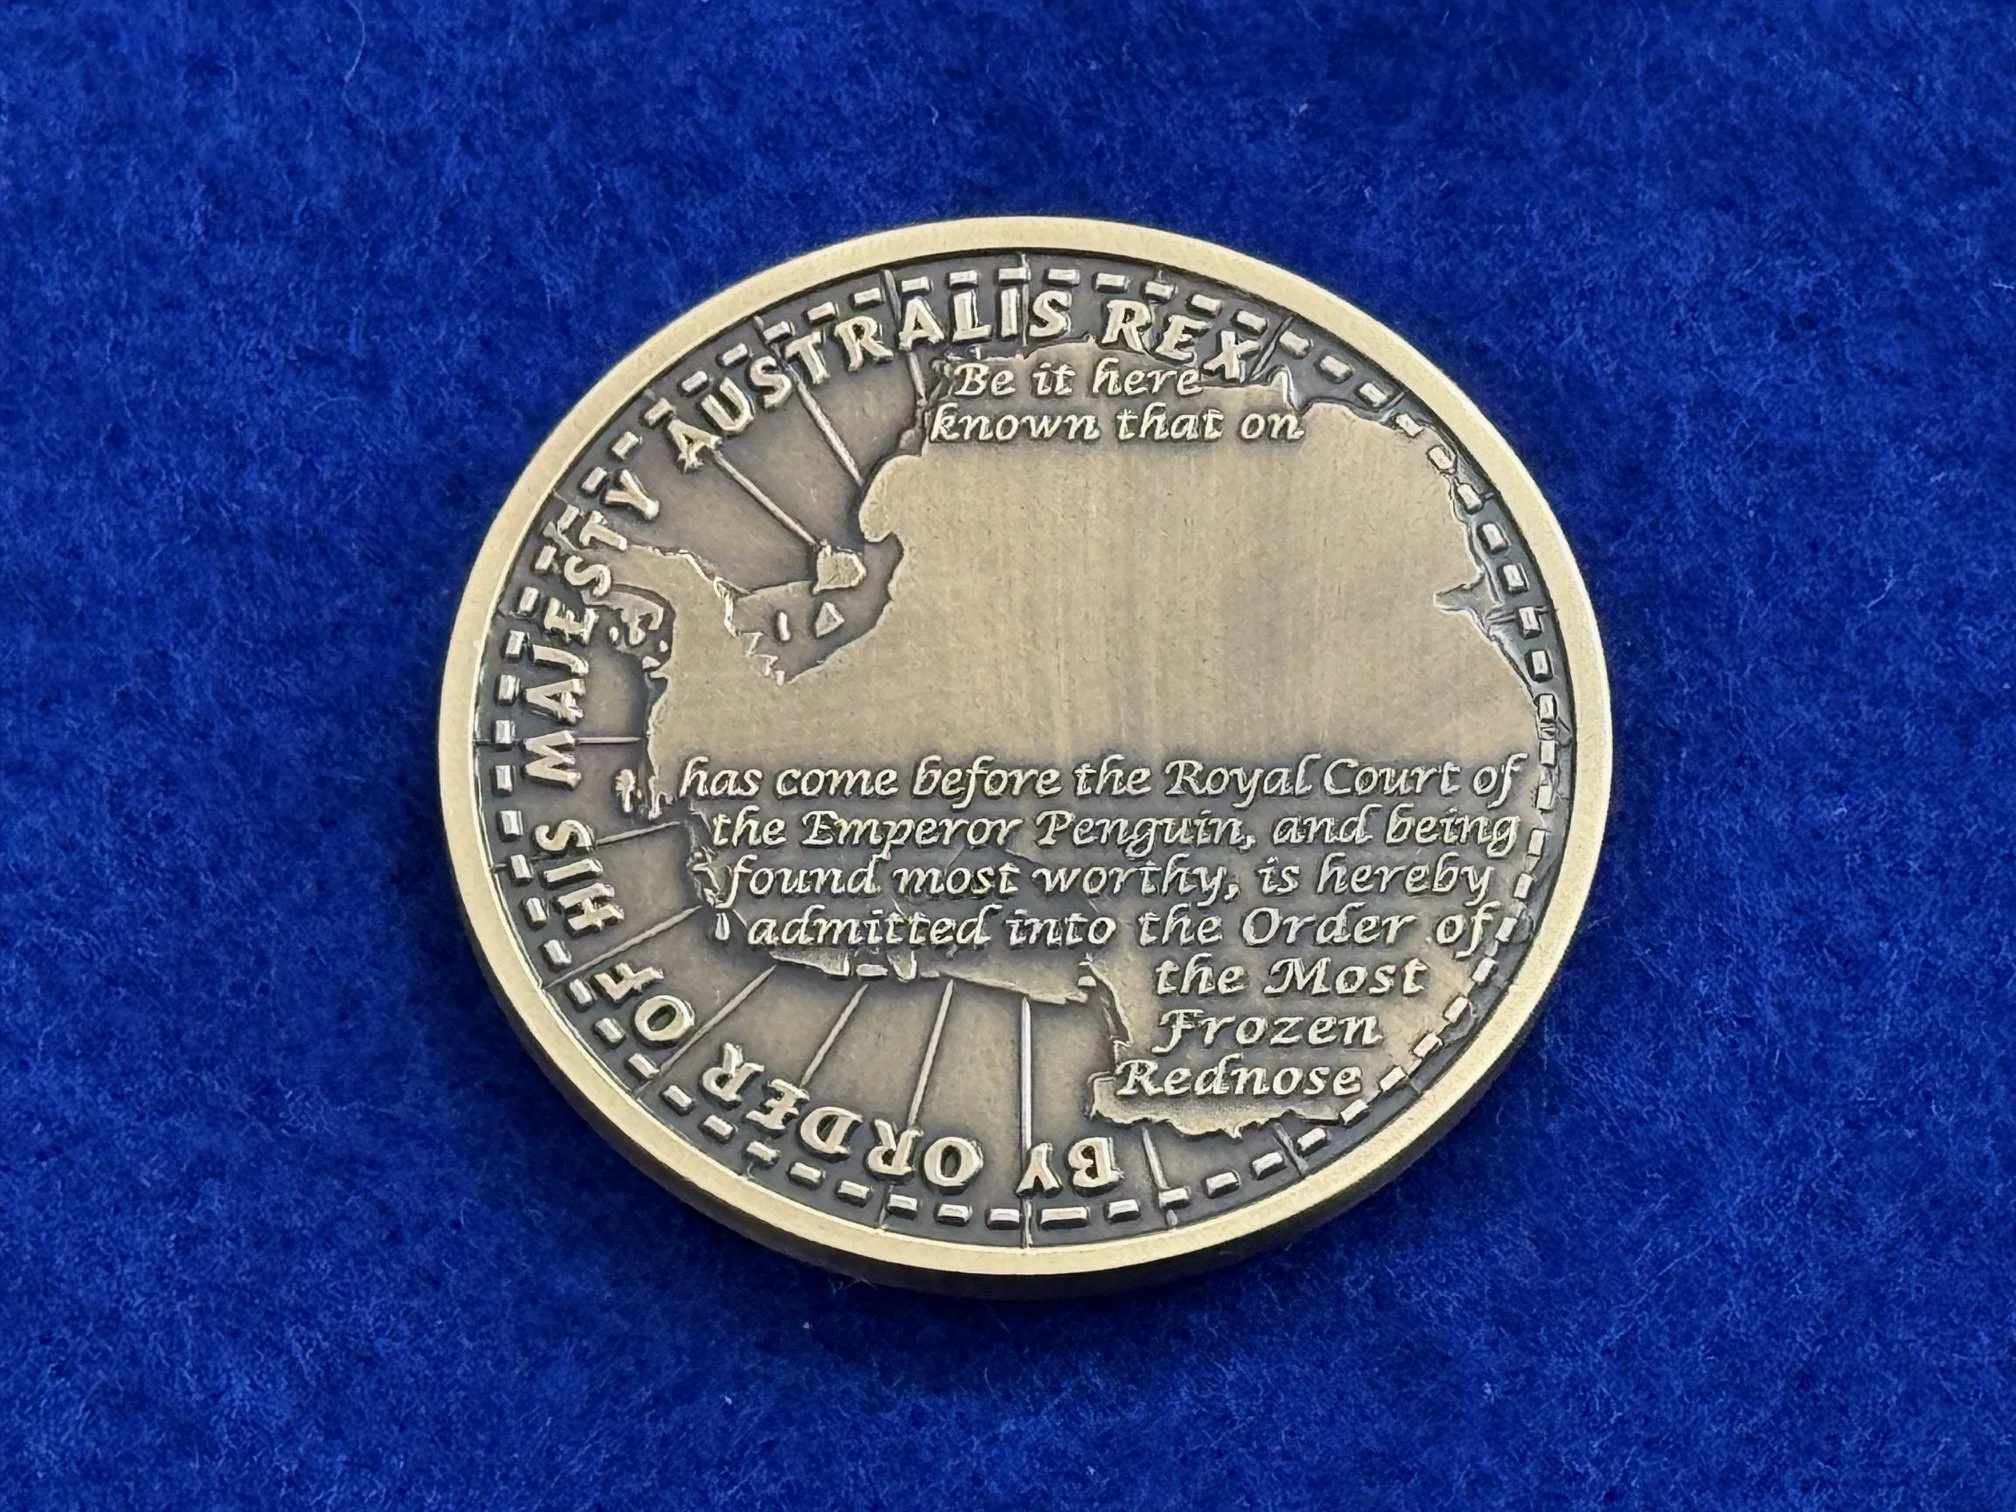 BY ORDER OF HIS MAJESTY AUSTRALIS REX
Be it here
known that on
has come before the Royal Court of
the Emperor Penguin, and being
found most worthy, is hereby
admitted into the Order of
the Most
Frozen
Rednose